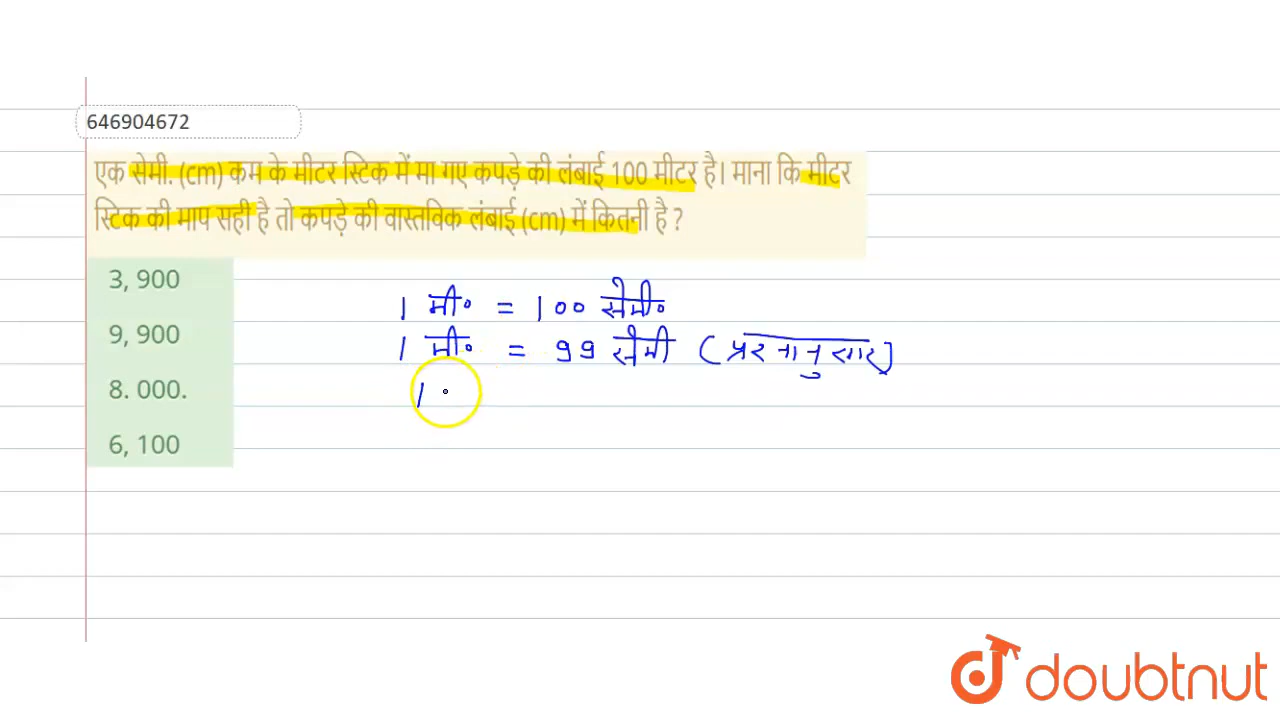 646904672
एक सेमी. (cm) कम के मीटर स्टिक में मा गए कपड़े की लंबाई 100 मीटर है। माना कि मीटर
स्टिक की माप सही है तो कपड़े की वास्तविक लंबाई (cm) में कितनी है ?
3, 900
9, 900
8. 000.
6, 100
1 मी० = 100 सेमी०
1 मी० = 99 सेमी (प्रश्नानुसार)
1
doubtnut